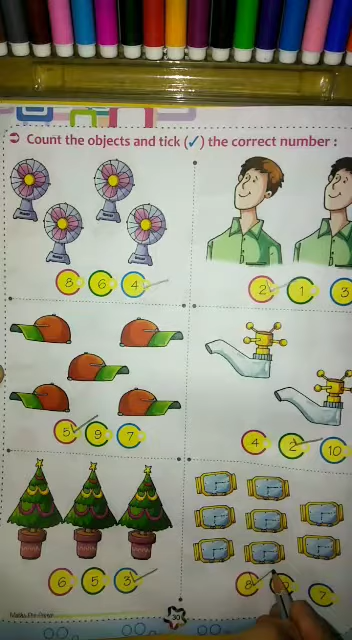 Count the objects and tick (✓) the correct number :
8 6 4
2 1 3
5 9 7
4 2 10
6 5 3
8 7
30